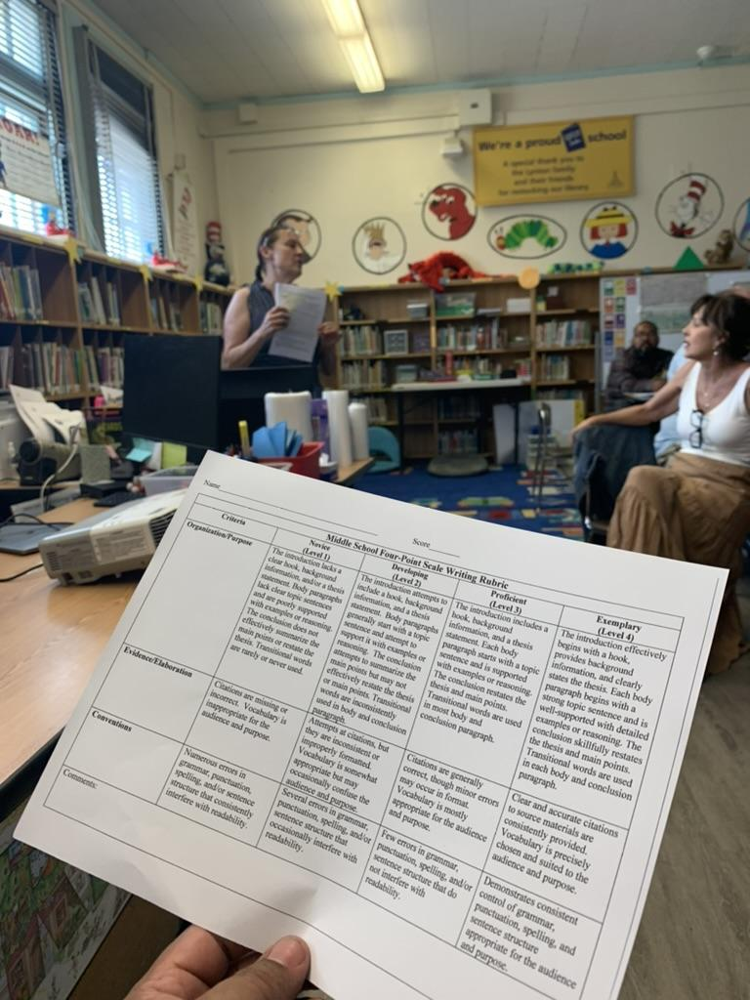 We're a proud school
A special thank you to
the Lynton family
and their friends
for restocking our library.
Name
Score
Middle School Four-Point Scale Writing Rubric
Criteria
Novice
(Level 1)
Developing
(Level 2)
Proficient
(Level 3)
Exemplary
(Level 4)
Organization/Purpose
The introduction lacks a
clear hook, background
information, and/or a thesis
statement. Body paragraphs
lack clear topic sentences
and are poorly supported
with examples or reasoning.
The conclusion does not
effectively summarize the
main points or restate the
thesis. Transitional words
are rarely or never used.
The introduction attempts to
include a hook, background
information, and a thesis
statement. Body paragraphs
generally start with a topic
sentence and attempt to
support it with examples or
reasoning. The conclusion
attempts to summarize the
main points but may not
effectively restate the thesis
or main points. Transitional
words are inconsistently
used in body and conclusion
paragraph.
The introduction includes a
hook, background
information, and a thesis
statement. Each body
paragraph starts with a topic
sentence and is supported
with examples or reasoning.
The conclusion restates the
thesis and main points.
Transitional words are used
in most body and
conclusion paragraph.
The introduction effectively
begins with a hook,
provides background
information, and clearly
states the thesis. Each body
paragraph begins with a
strong topic sentence and is
well-supported with detailed
examples or reasoning. The
conclusion skillfully restates
the thesis and main points.
Transitional words are used
in each body and conclusion
paragraph.
Evidence/Elaboration
Citations are missing or
incorrect. Vocabulary is
inappropriate for the
audience and purpose.
Attempts at citations, but
they are inconsistent or
improperly formatted.
Vocabulary is somewhat
appropriate but may
occasionally confuse the
audience and purpose.
Citations are generally
correct, though minor errors
may occur in format.
Vocabulary is mostly
appropriate for the audience
and purpose.
Clear and accurate citations
to source materials are
consistently provided.
Vocabulary is precisely
chosen and suited to the
audience and purpose.
Conventions
Numerous errors in
grammar, punctuation,
spelling, and/or sentence
structure that consistently
interfere with readability.
Several errors in grammar,
punctuation, spelling, and/or
sentence structure that
occasionally interfere with
readability.
Few errors in grammar,
punctuation, spelling, and/or
sentence structure that do
not interfere with
readability.
Demonstrates consistent
control of grammar,
punctuation, spelling, and
sentence structure
appropriate for the audience
and purpose.
Comments: